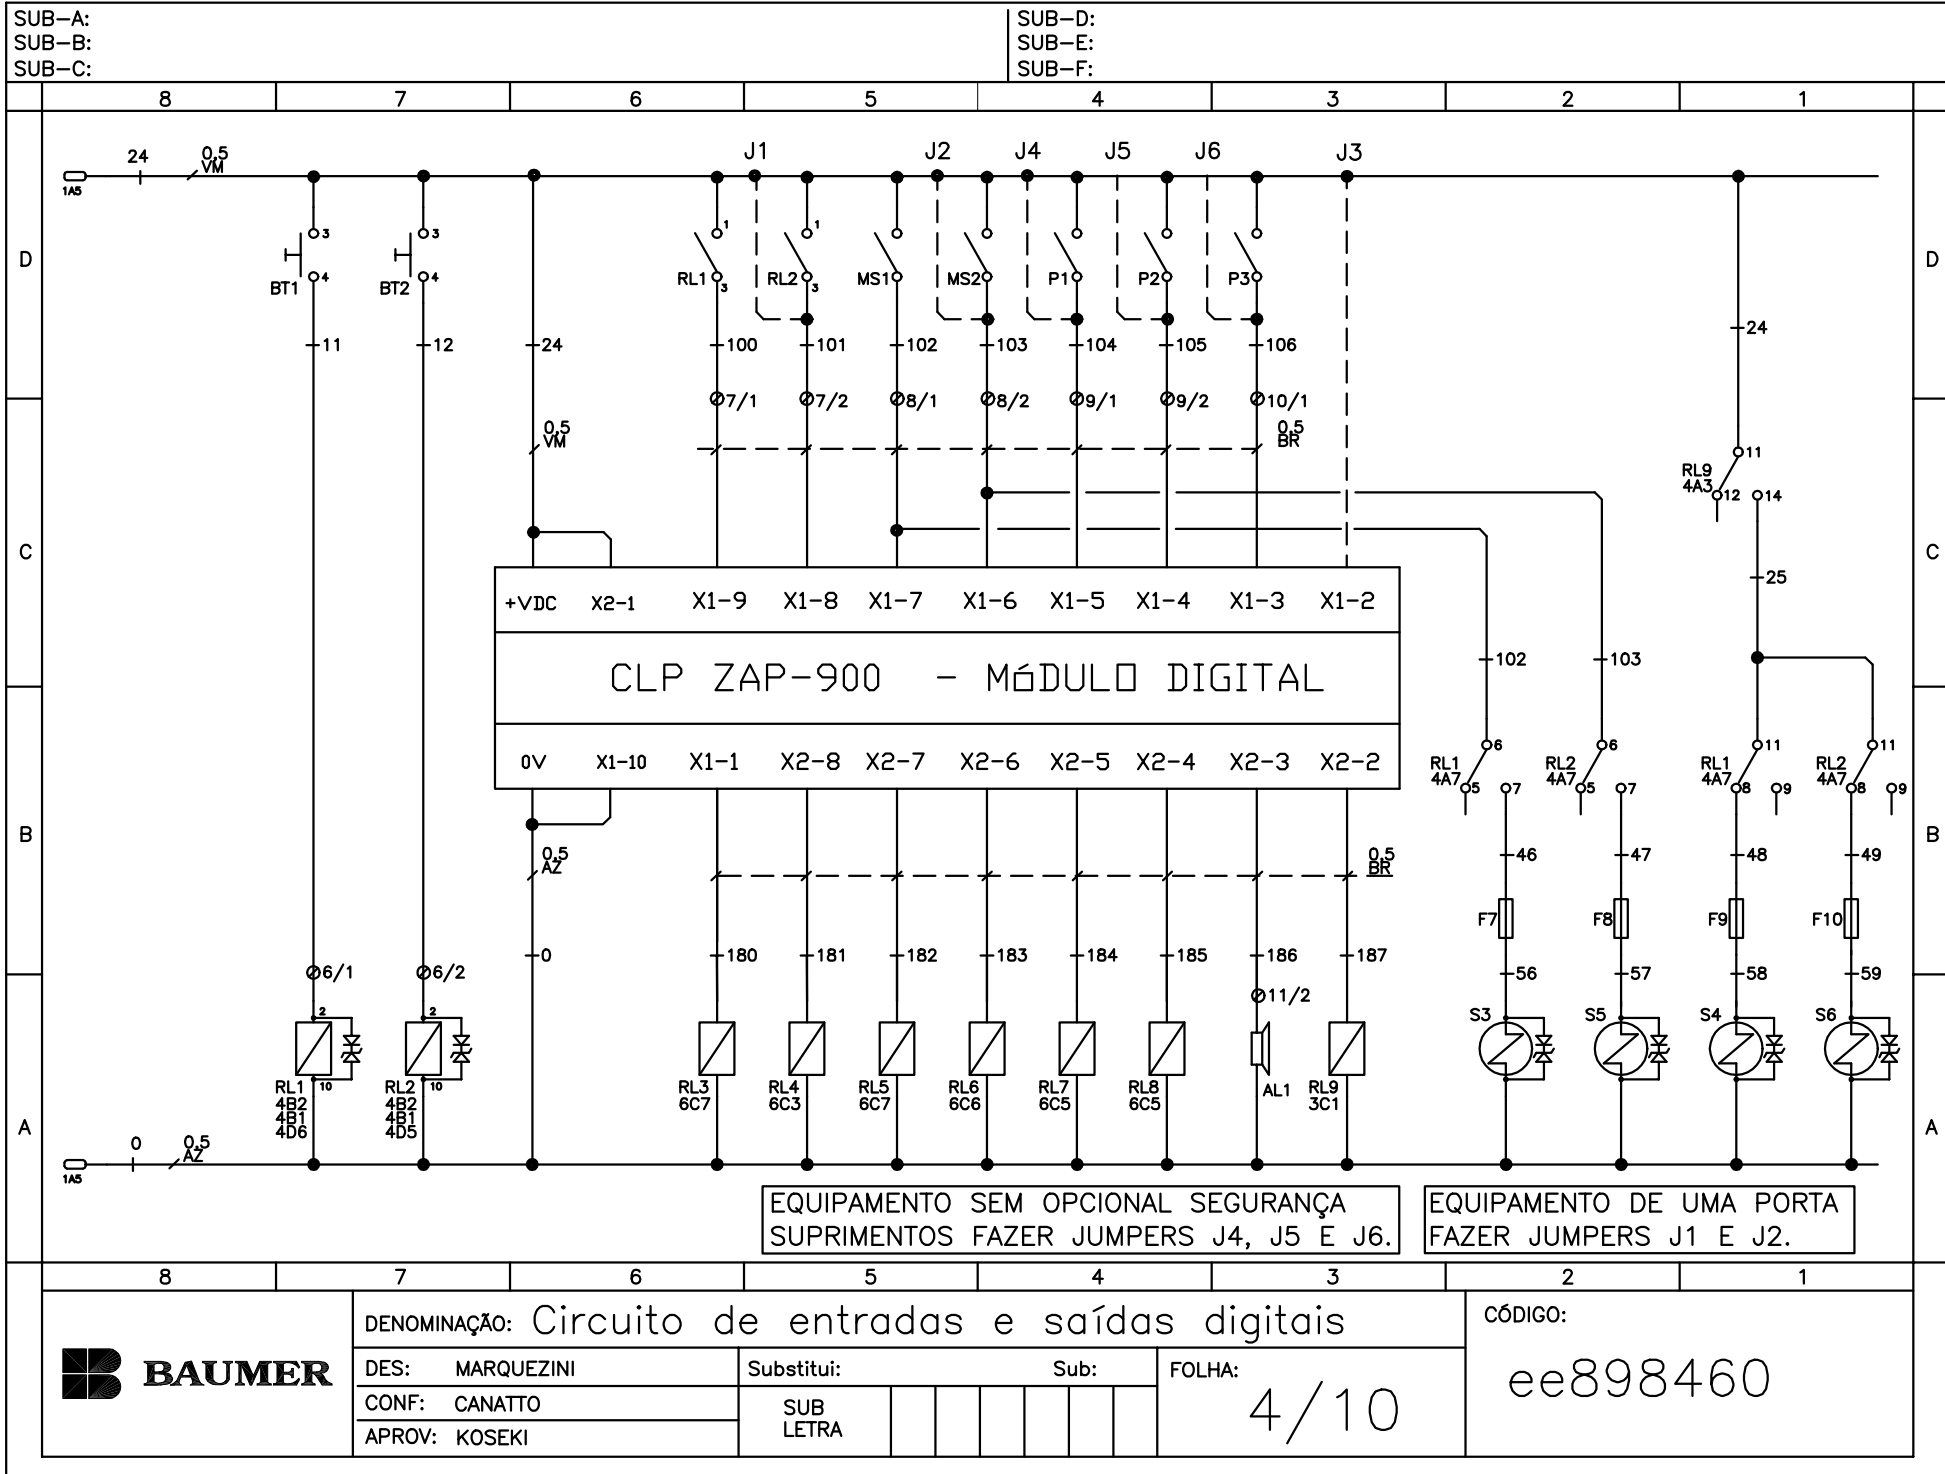 SUB-A:
SUB-B:
SUB-C:
SUB-D:
SUB-E:
SUB-F:
8 7 6 5 4 3 2 1
J1 J2 J4 J5 J6 J3
24 0,5 VM
1A5
D D
3 3 1 1
4 4
BT1 BT2 RL1 3 RL2 3 MS1 MS2 P1 P2 P3
24
11 12 24 100 101 102 103 104 105 106
7/1 7/2 8/1 8/2 9/1 9/2 10/1
0,5 VM
0,5 BR
11
RL9
4A3
12 14
C C
25
+VDC X2-1 X1-9 X1-8 X1-7 X1-6 X1-5 X1-4 X1-3 X1-2
CLP ZAP-900 - MóDULO DIGITAL
102 103
0V X1-10 X1-1 X2-8 X2-7 X2-6 X2-5 X2-4 X2-3 X2-2
6 6 11 11
RL1 RL2 RL1 RL2
4A7 4A7 4A7 4A7
5 7 5 7 8 9 8 9
B B
0,5 AZ
0,5 BR
46 47 48 49
F7 F8 F9 F10
0 180 181 182 183 184 185 186 187
6/1 6/2
56 57 58 59
11/2
2 2
S3 S5 S4 S6
10 10
RL1
4B2
4B1
4D6
RL2
4B2
4B1
4D5
RL3
6C7
RL4
6C3
RL5
6C7
RL6
6C6
RL7
6C5
RL8
6C5
AL1
RL9
3C1
A A
0 0,5 AZ
1A5
EQUIPAMENTO SEM OPCIONAL SEGURANÇA
SUPRIMENTOS FAZER JUMPERS J4, J5 E J6.
EQUIPAMENTO DE UMA PORTA
FAZER JUMPERS J1 E J2.
8 7 6 5 4 3 2 1
BAUMER
DENOMINAÇÃO: Circuito de entradas e saídas digitais
DES: MARQUEZINI
CONF: CANATTO
APROV: KOSEKI
Substitui: Sub:
SUB
LETRA
FOLHA:
4/10
CÓDIGO:
ee898460